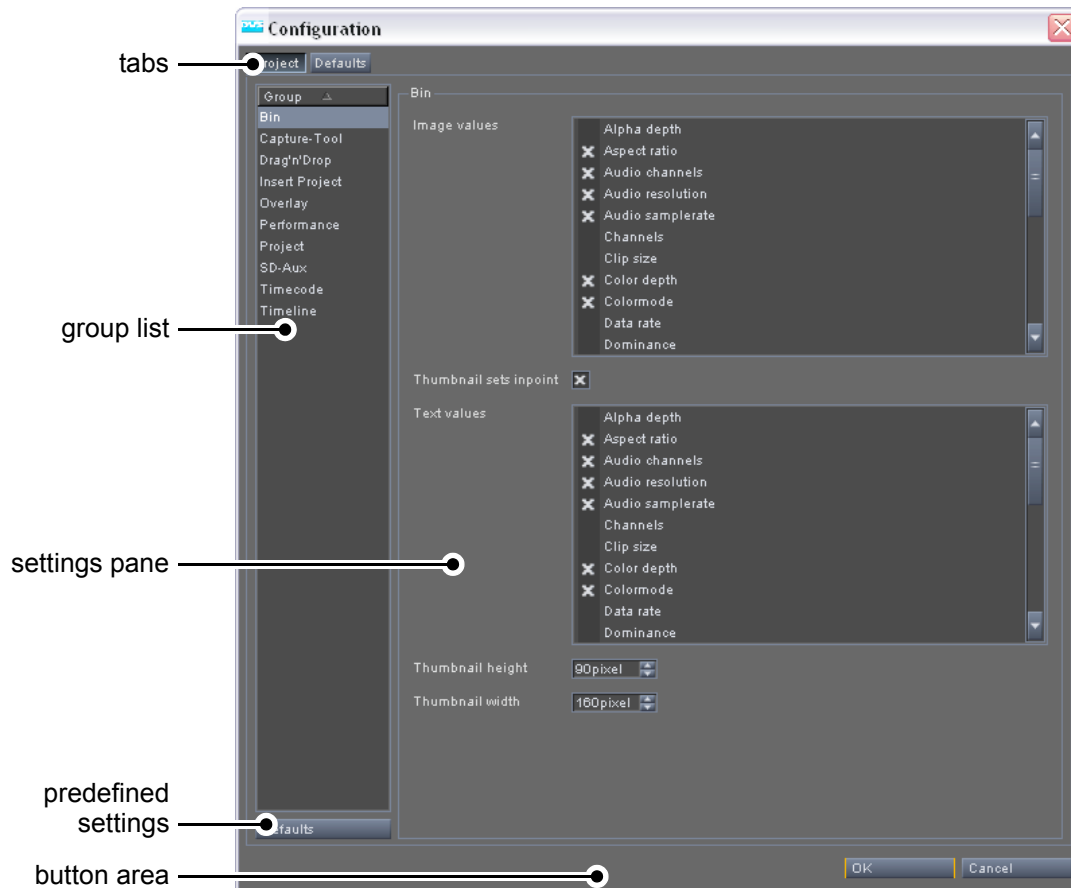 DVS Configuration
tabs
Project Defaults
Group
Bin
Capture-Tool
Drag'n'Drop
Insert Project
Overlay
Performance
Project
SD-Aux
Timecode
Timeline
group list
Bin
Image values
Alpha depth
Aspect ratio
Audio channels
Audio resolution
Audio samplerate
Channels
Clip size
Color depth
Colormode
Data rate
Dominance
Thumbnail sets inpoint
Text values
Alpha depth
Aspect ratio
Audio channels
Audio resolution
Audio samplerate
Channels
Clip size
Color depth
Colormode
Data rate
Dominance
settings pane
Thumbnail height 90pixel
Thumbnail width 160pixel
predefined
settings
Defaults
button area
OK Cancel